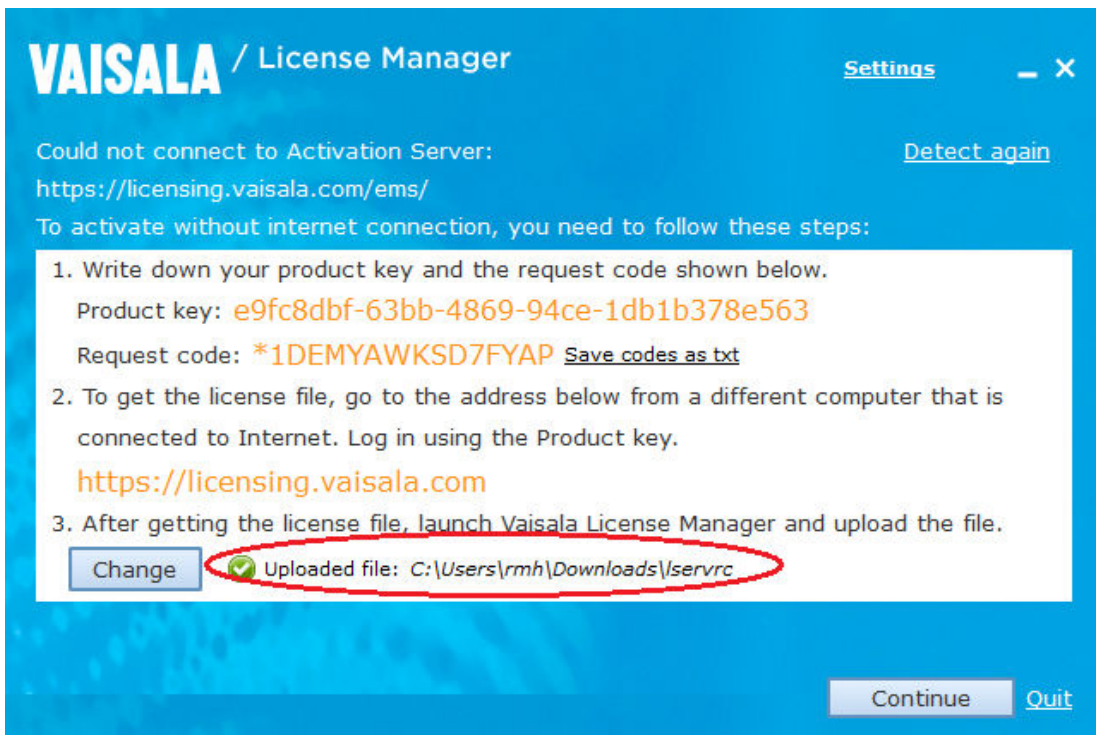 VAISALA / License Manager
Settings
Could not connect to Activation Server:
Detect again
https://licensing.vaisala.com/ems/
To activate without internet connection, you need to follow these steps:
1. Write down your product key and the request code shown below.
Product key: e9fc8dbf-63bb-4869-94ce-1db1b378e563
Request code: *1DEMYAWKSD7FYAP Save codes as txt
2. To get the license file, go to the address below from a different computer that is
connected to Internet. Log in using the Product key.
https://licensing.vaisala.com
3. After getting the license file, launch Vaisala License Manager and upload the file.
Change Uploaded file: C:\Users\rmh\Downloads\lservrc
Continue Quit